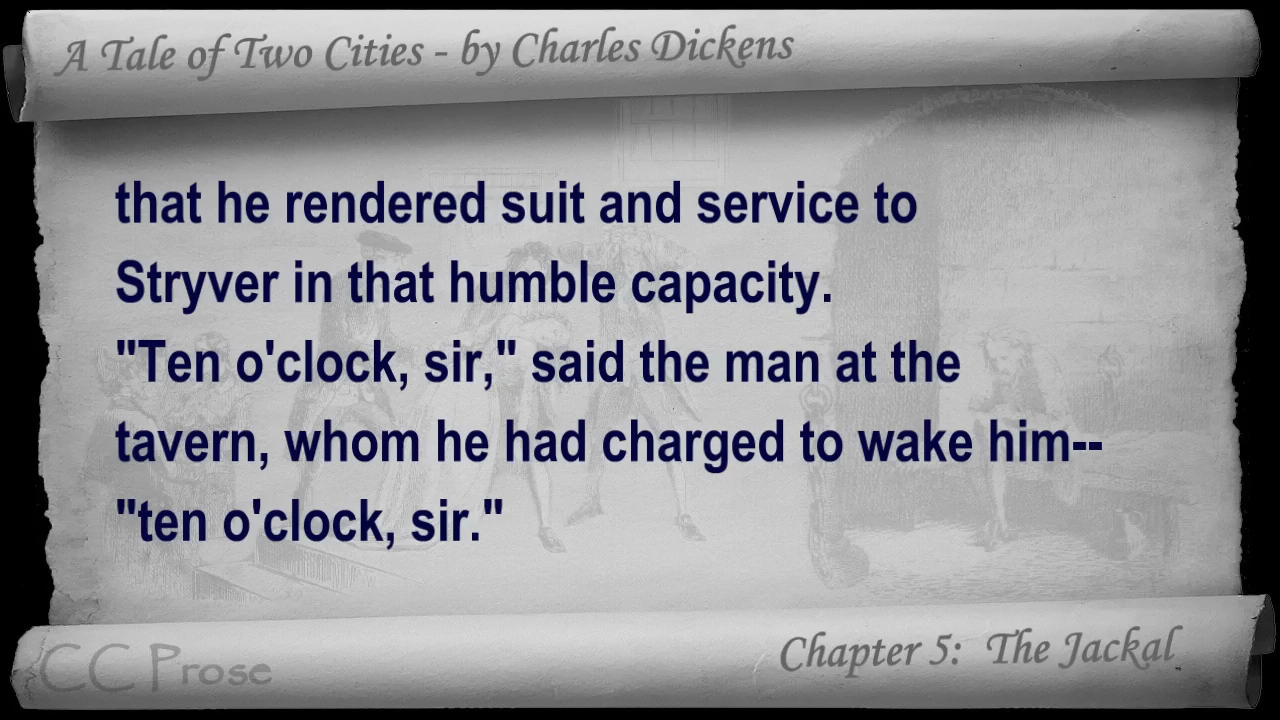 A Tale of Two Cities - by Charles Dickens
that he rendered suit and service to
Stryver in that humble capacity.
"Ten o'clock, sir," said the man at the
tavern, whom he had charged to wake him--
"ten o'clock, sir."
CC Prose
Chapter 5: The Jackal